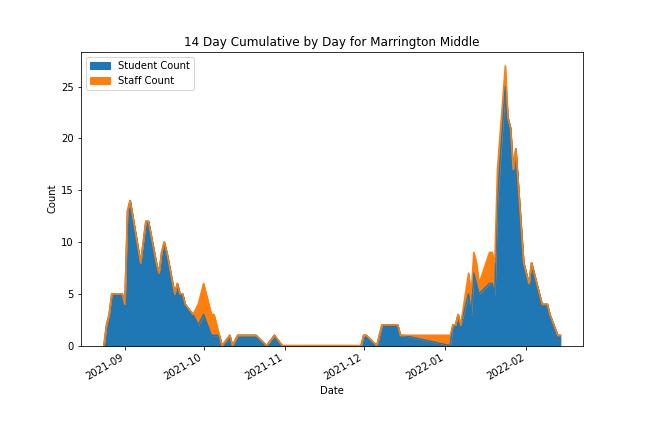 14 Day Cumulative by Day for Marrington Middle
Student Count
Staff Count
25
20
15
10
5
0
Count
2021-09
2021-10
2021-11
2021-12
2022-01
2022-02
Date